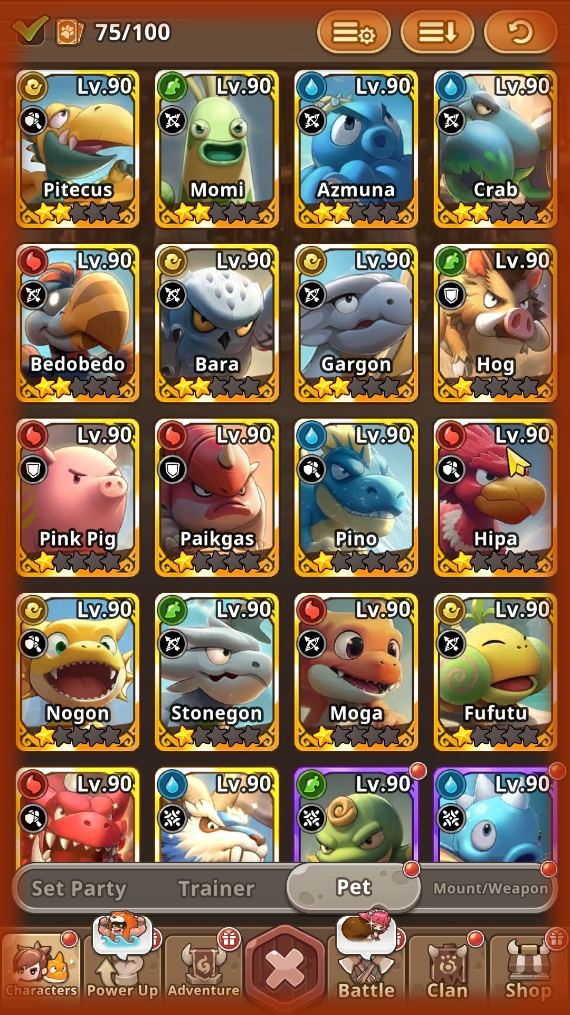 75/100
Lv.90 Lv.90 Lv.90 Lv.90
Pitecus Momi Azmuna Crab
Lv.90 Lv.90 Lv.90 Lv.90
Bedobedo Bara Gargon Hog
Lv.90 Lv.90 Lv.90 Lv.90
Pink Pig Paikgas Pino Hipa
Lv.90 Lv.90 Lv.90 Lv.90
Nogon Stonegon Moga Fufutu
Lv.90 Lv.90 Lv.90 Lv.90
Set Party Trainer Pet Mount/Weapon
Characters Power Up Adventure Battle Clan Shop